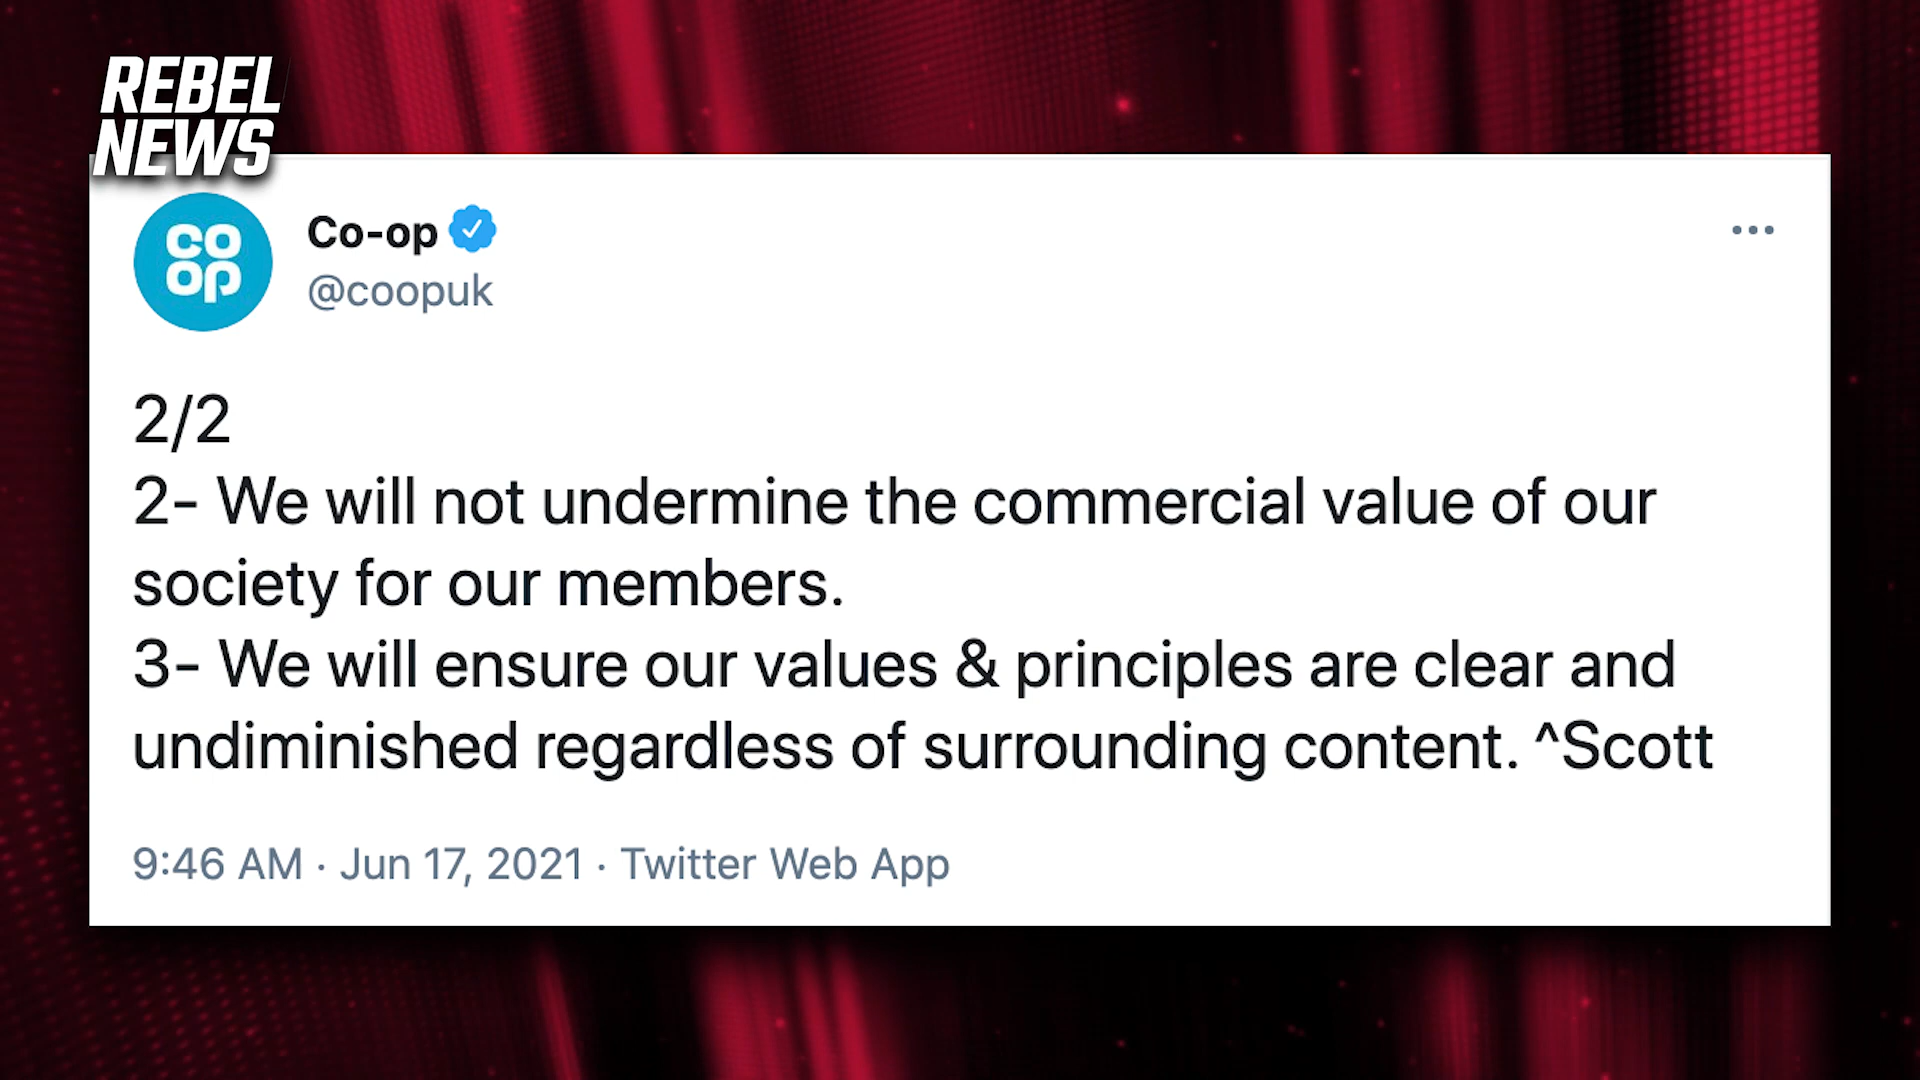 REBEL
NEWS
co
op
Co-op
@coopuk
2/2
2- We will not undermine the commercial value of our
society for our members.
3- We will ensure our values & principles are clear and
undiminished regardless of surrounding content. ^Scott
9:46 AM · Jun 17, 2021 · Twitter Web App